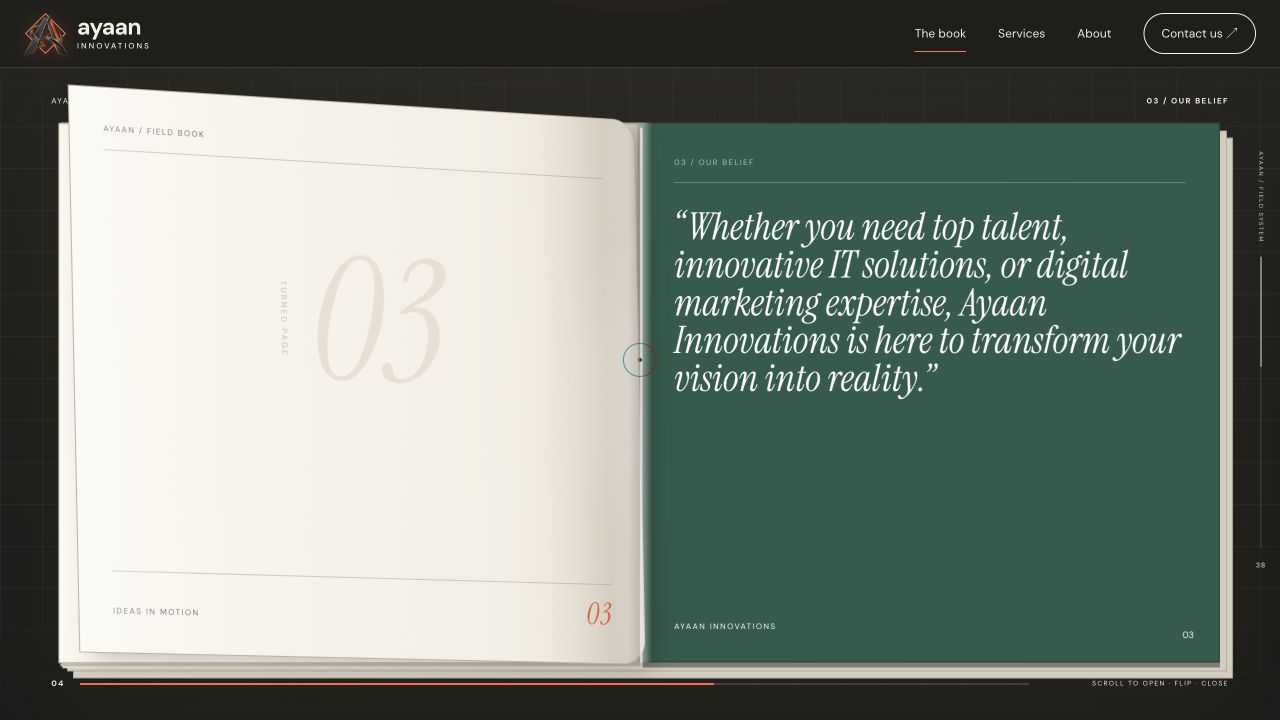 ayaan
INNOVATIONS
The book
Services
About
Contact us ↗
AYA
03 / OUR BELIEF
AYAAN / FIELD BOOK
TURNED PAGE
03
IDEAS IN MOTION
03
03 / OUR BELIEF
“Whether you need top talent,
innovative IT solutions, or digital
marketing expertise, Ayaan
Innovations is here to transform your
vision into reality.”
AYAAN INNOVATIONS
03
AYAAN / FIELD SYSTEM
38
04
SCROLL TO OPEN · FLIP · CLOSE